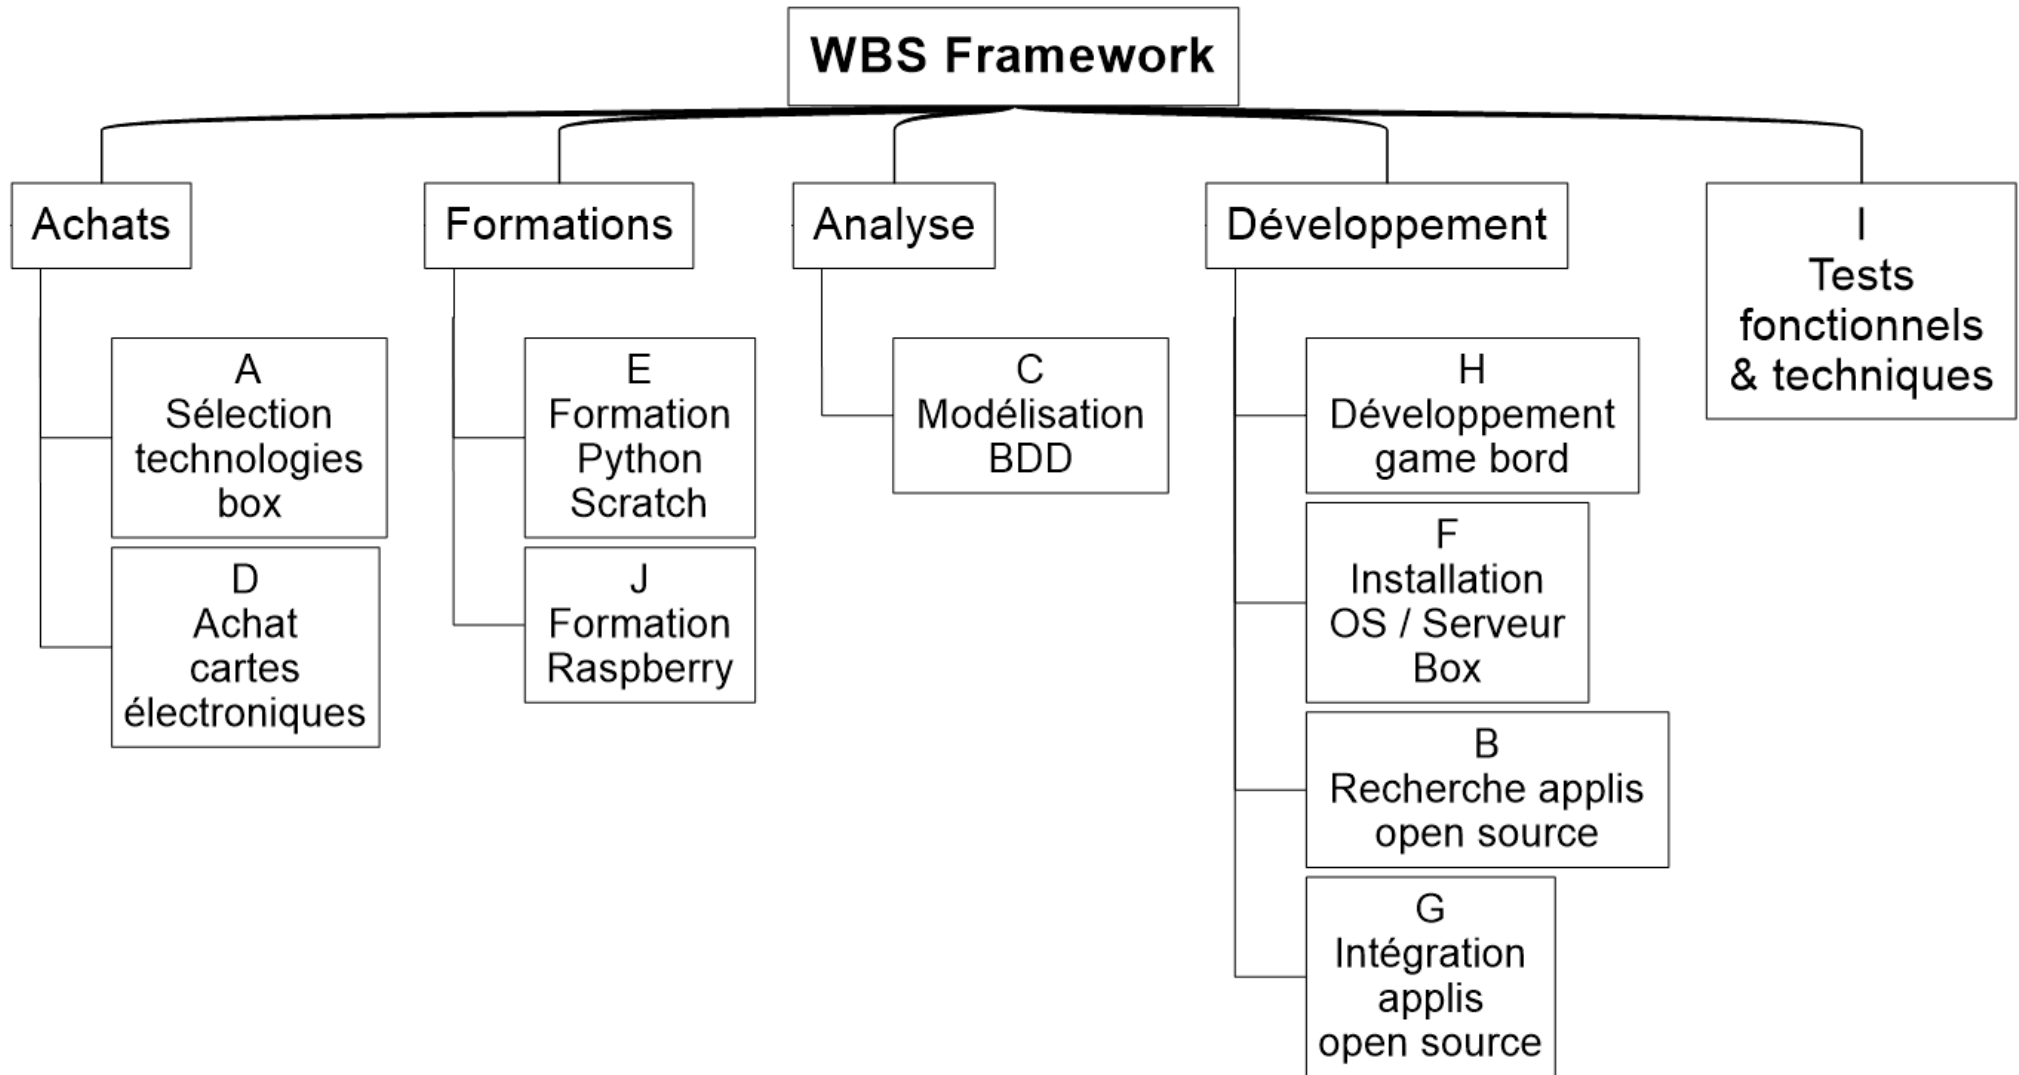 WBS Framework
Achats
Formations
Analyse
Développement
I
Tests
fonctionnels
& techniques
A
Sélection
technologies
box
D
Achat
cartes
électroniques
E
Formation
Python
Scratch
J
Formation
Raspberry
C
Modélisation
BDD
H
Développement
game bord
F
Installation
OS / Serveur
Box
B
Recherche applis
open source
G
Intégration
applis
open source